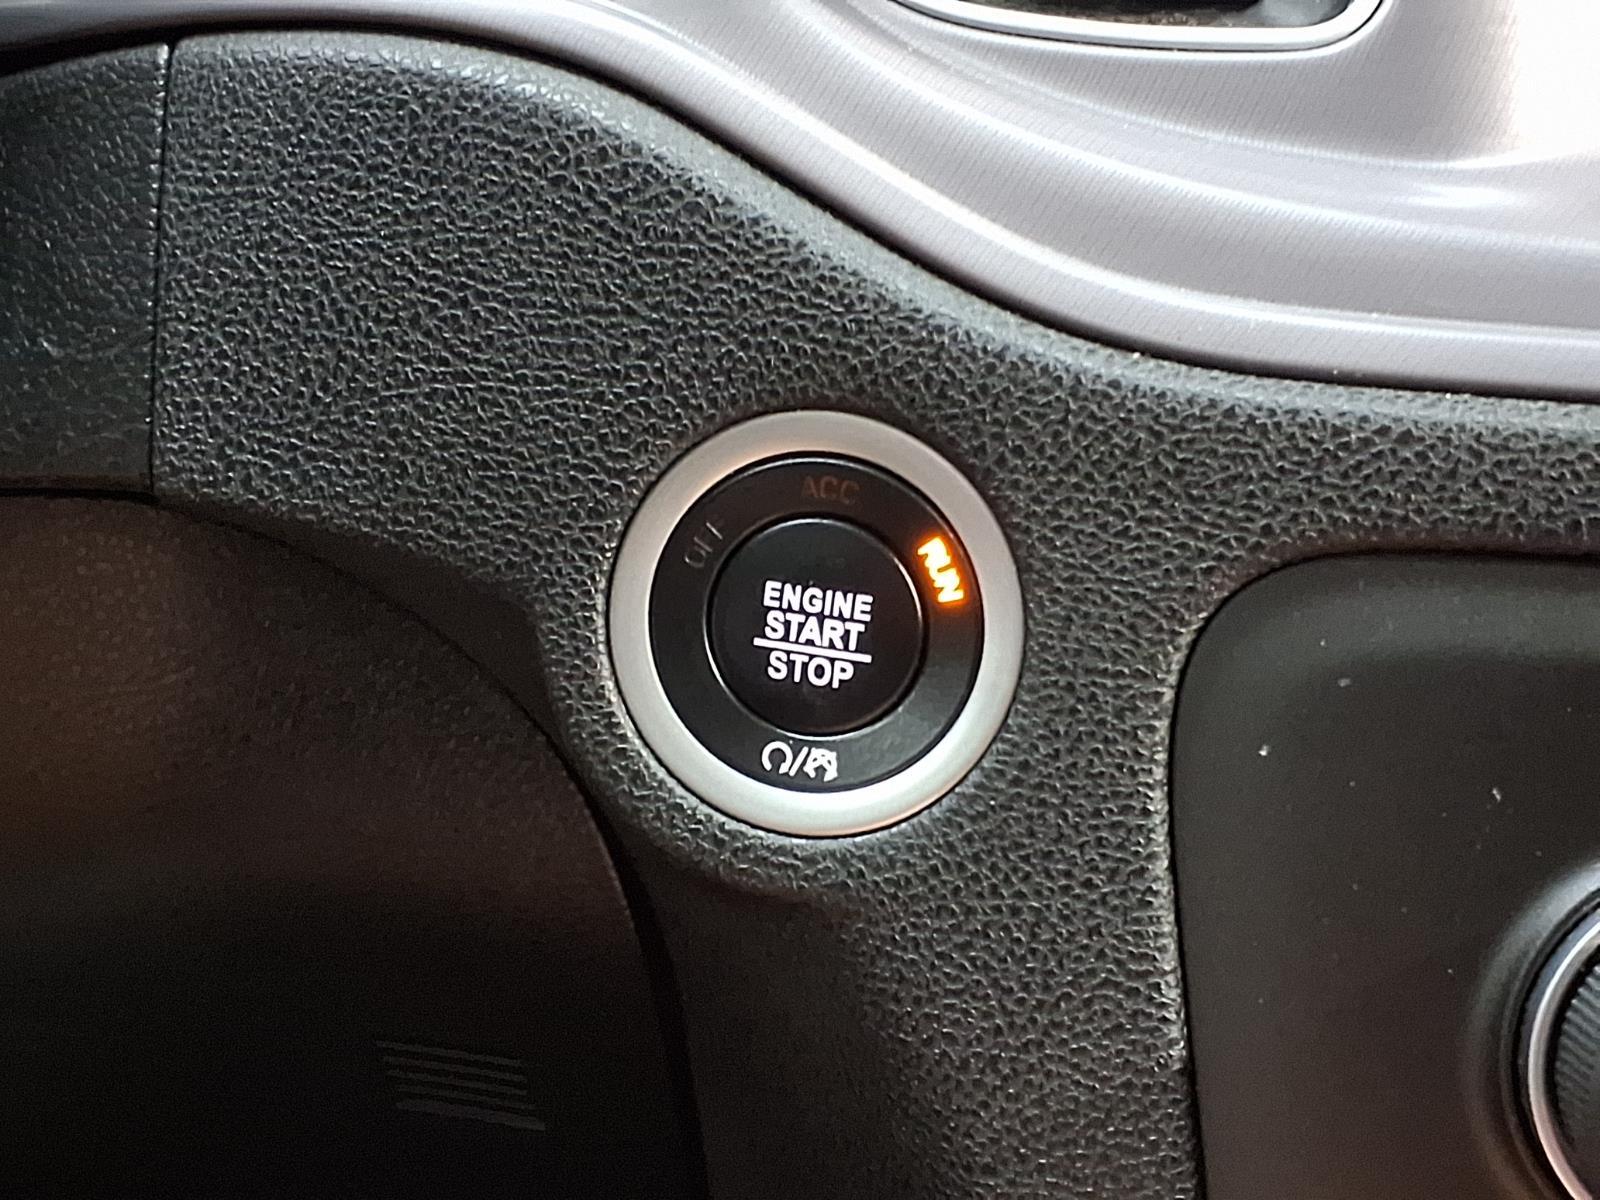 ACC
OFF
RUN
ENGINE
START
STOP